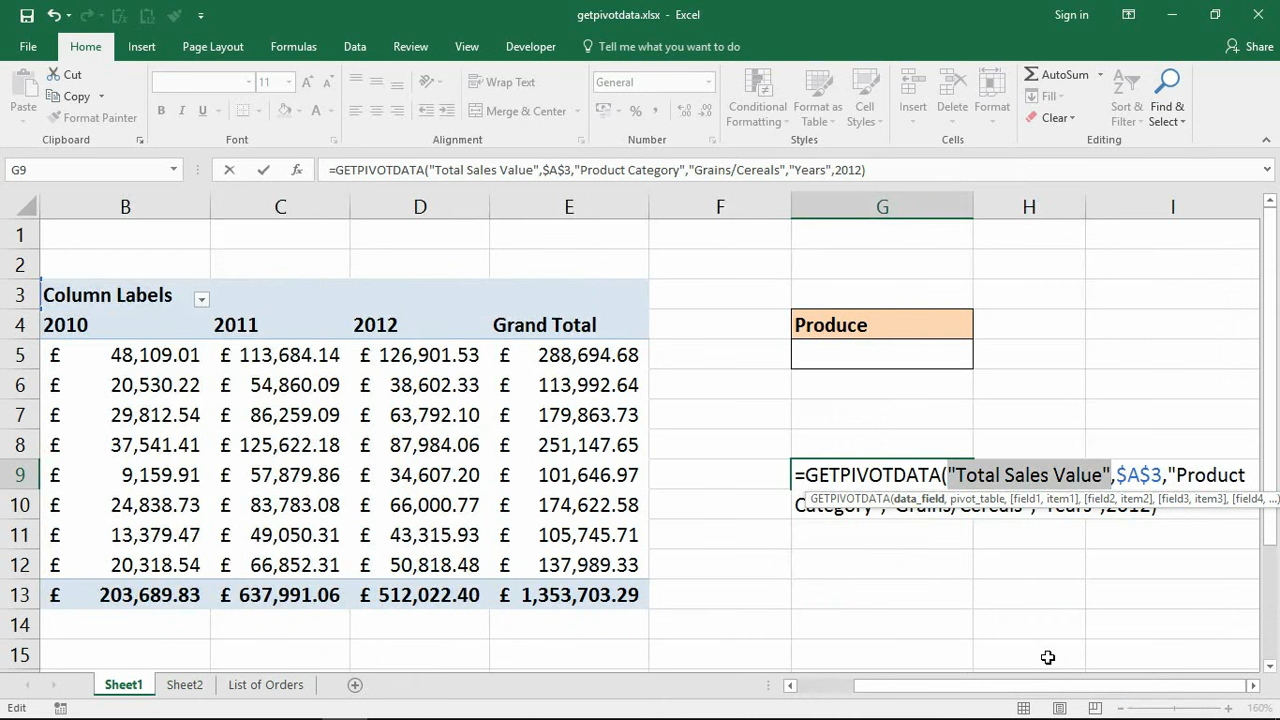 getpivotdata.xlsx - Excel
Sign in
File Home Insert Page Layout Formulas Data Review View Developer Tell me what you want to do Share
Paste Cut Copy Format Painter Clipboard
11 A A B I U A Font
ab Wrap Text Merge & Center Alignment
General % , .0 .00 .00 .0 Number
Conditional Formatting Format as Table Cell Styles Styles
Insert Delete Format Cells
Σ AutoSum Fill Clear Sort & Filter Find & Select Editing
G9 fx =GETPIVOTDATA("Total Sales Value",$A$3,"Product Category","Grains/Cereals","Years",2012)
B C D E F G H I
1
2
3 Column Labels
4 2010 2011 2012 Grand Total Produce
5 £ 48,109.01 £ 113,684.14 £ 126,901.53 £ 288,694.68
6 £ 20,530.22 £ 54,860.09 £ 38,602.33 £ 113,992.64
7 £ 29,812.54 £ 86,259.09 £ 63,792.10 £ 179,863.73
8 £ 37,541.41 £ 125,622.18 £ 87,984.06 £ 251,147.65
9 £ 9,159.91 £ 57,879.86 £ 34,607.20 £ 101,646.97 =GETPIVOTDATA("Total Sales Value",$A$3,"Product
GETPIVOTDATA(data_field, pivot_table, [field1, item1], [field2, item2], [field3, item3], [field4, ...)
10 £ 24,838.73 £ 83,783.08 £ 66,000.77 £ 174,622.58 Category","Grains/Cereals","Years",2012)
11 £ 13,379.47 £ 49,050.31 £ 43,315.93 £ 105,745.71
12 £ 20,318.54 £ 66,852.31 £ 50,818.48 £ 137,989.33
13 £ 203,689.83 £ 637,991.06 £ 512,022.40 £ 1,353,703.29
14
15
Sheet1 Sheet2 List of Orders
Edit 160%